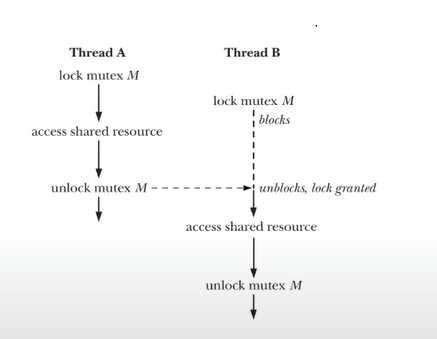 Thread A
Thread B
lock mutex M
lock mutex M
blocks
access shared resource
unlock mutex M
unblocks, lock granted
access shared resource
unlock mutex M